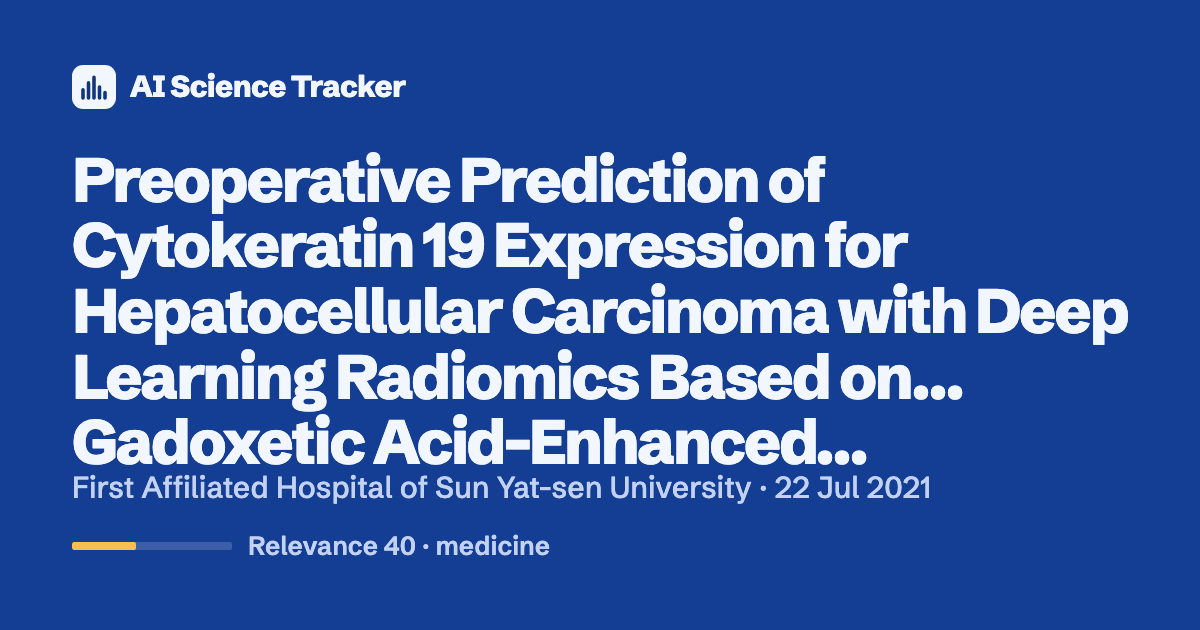 AI Science Tracker
Preoperative Prediction of
Cytokeratin 19 Expression for
Hepatocellular Carcinoma with Deep
Learning Radiomics Based on...
Gadoxetic Acid-Enhanced...
First Affiliated Hospital of Sun Yat-sen University · 22 Jul 2021
Relevance 40 · medicine